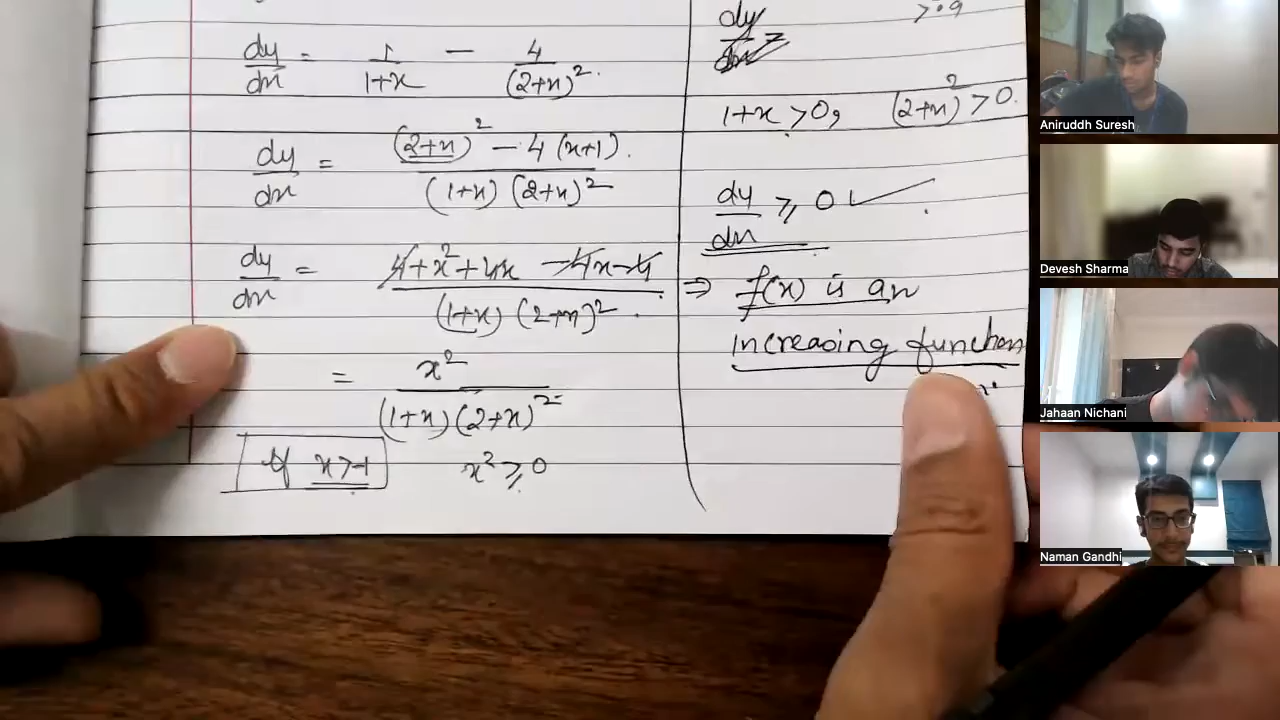 dy/dx = 1/(1+x) - 4/(2+x)².
dy/dx = ((2+x)² - 4(x+1).)/((1+x)(2+x)²)
dy/dx = (4+x²+4x -4x-4)/((1+x)(2+x)².)
= x²/((1+x)(2+x)²)
If x>-1 x² ≥ 0
dy/dx =
1+x >0, (2+x)² >0.
dy/dx ≥ 0 ✓
⇒ f(x) is an
increasing function
Aniruddh Suresh
Devesh Sharma
Jahaan Nichani
Naman Gandhi